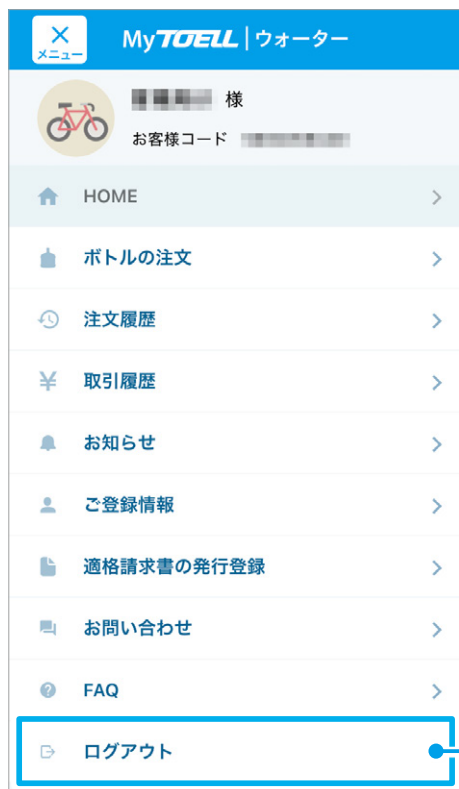 メニュー
My TOELL | ウォーター
様
お客様コード
HOME
ボトルの注文
注文履歴
取引履歴
お知らせ
ご登録情報
適格請求書の発行登録
お問い合わせ
FAQ
ログアウト